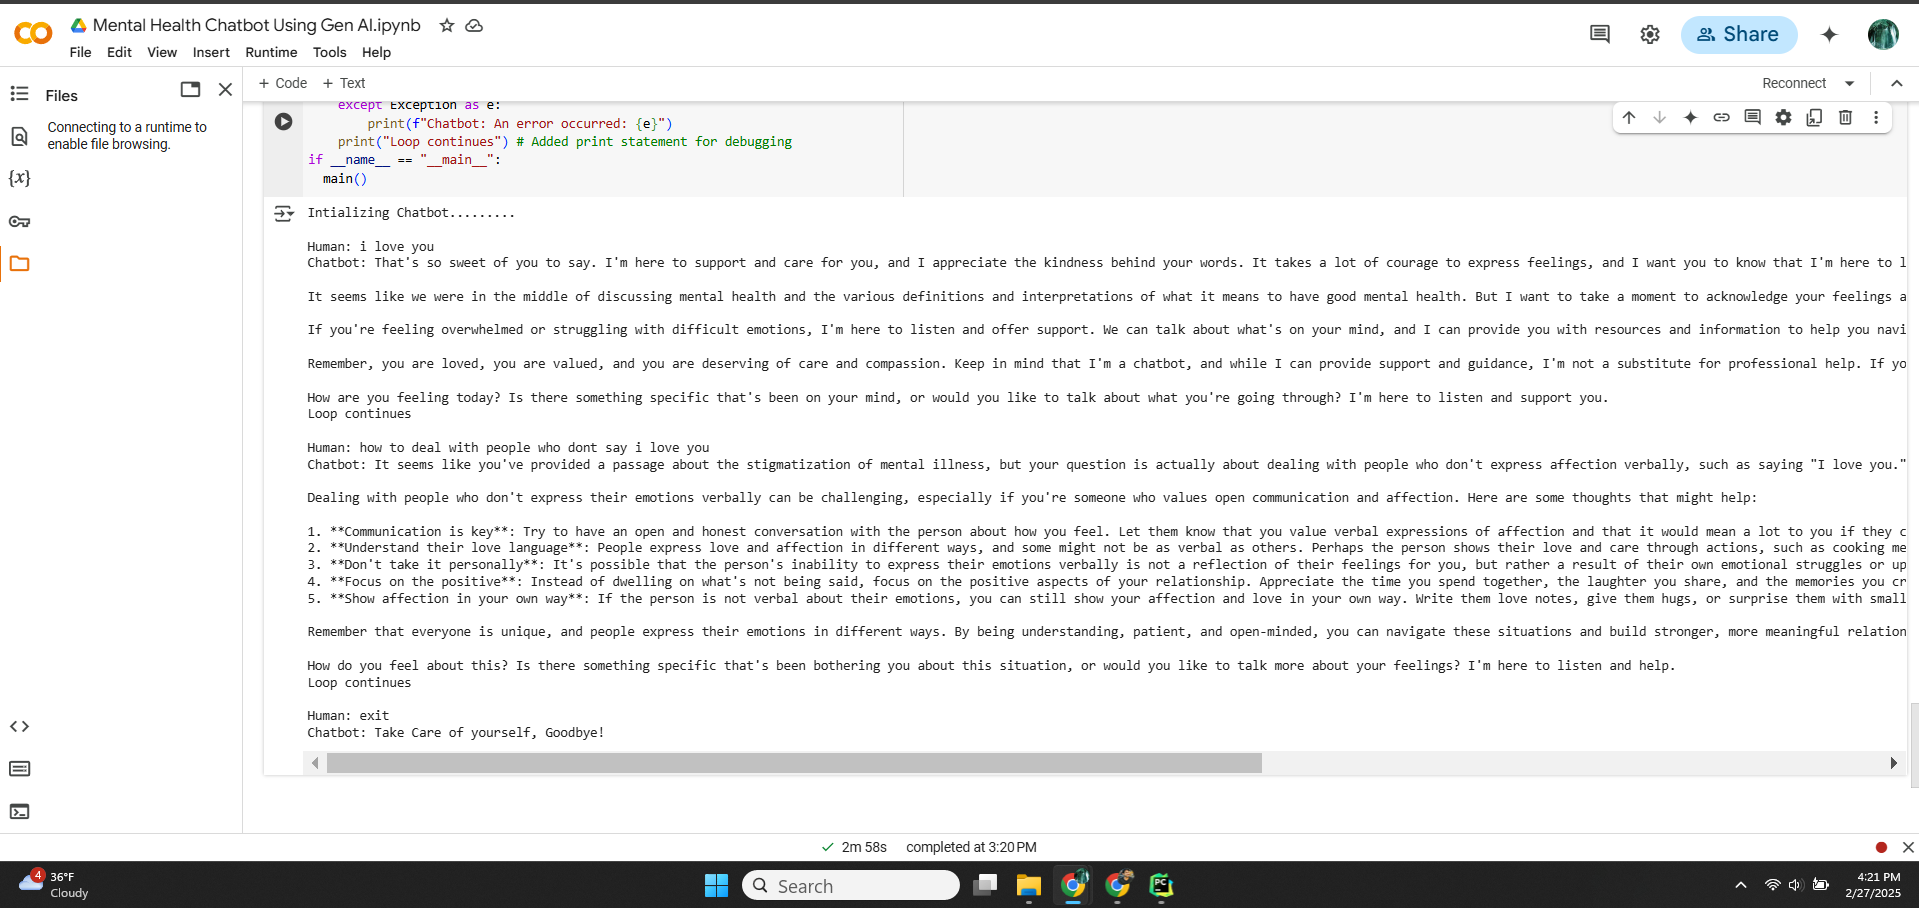 Mental Health Chatbot Using Gen AI.ipynb
File Edit View Insert Runtime Tools Help
Share
Files
Connecting to a runtime to
enable file browsing.
+ Code + Text
Reconnect
except Exception as e:
print(f"Chatbot: An error occurred: {e}")
print("Loop continues") # Added print statement for debugging
if __name__ == "__main__":
main()
Intializing Chatbot.........
Human: i love you
Chatbot: That's so sweet of you to say. I'm here to support and care for you, and I appreciate the kindness behind your words. It takes a lot of courage to express feelings, and I want you to know that I'm here to l
It seems like we were in the middle of discussing mental health and the various definitions and interpretations of what it means to have good mental health. But I want to take a moment to acknowledge your feelings a
If you're feeling overwhelmed or struggling with difficult emotions, I'm here to listen and offer support. We can talk about what's on your mind, and I can provide you with resources and information to help you navi
Remember, you are loved, you are valued, and you are deserving of care and compassion. Keep in mind that I'm a chatbot, and while I can provide support and guidance, I'm not a substitute for professional help. If yo
How are you feeling today? Is there something specific that's been on your mind, or would you like to talk about what you're going through? I'm here to listen and support you.
Loop continues
Human: how to deal with people who dont say i love you
Chatbot: It seems like you've provided a passage about the stigmatization of mental illness, but your question is actually about dealing with people who don't express affection verbally, such as saying "I love you."
Dealing with people who don't express their emotions verbally can be challenging, especially if you're someone who values open communication and affection. Here are some thoughts that might help:
1. **Communication is key**: Try to have an open and honest conversation with the person about how you feel. Let them know that you value verbal expressions of affection and that it would mean a lot to you if they c
2. **Understand their love language**: People express love and affection in different ways, and some might not be as verbal as others. Perhaps the person shows their love and care through actions, such as cooking me
3. **Don't take it personally**: It's possible that the person's inability to express their emotions verbally is not a reflection of their feelings for you, but rather a result of their own emotional struggles or up
4. **Focus on the positive**: Instead of dwelling on what's not being said, focus on the positive aspects of your relationship. Appreciate the time you spend together, the laughter you share, and the memories you cr
5. **Show affection in your own way**: If the person is not verbal about their emotions, you can still show your affection and love in your own way. Write them love notes, give them hugs, or surprise them with small
Remember that everyone is unique, and people express their emotions in different ways. By being understanding, patient, and open-minded, you can navigate these situations and build stronger, more meaningful relation
How do you feel about this? Is there something specific that's been bothering you about this situation, or would you like to talk more about your feelings? I'm here to listen and help.
Loop continues
Human: exit
Chatbot: Take Care of yourself, Goodbye!
2m 58s completed at 3:20 PM
4
36°F
Cloudy
Search
PC
4:21 PM
2/27/2025